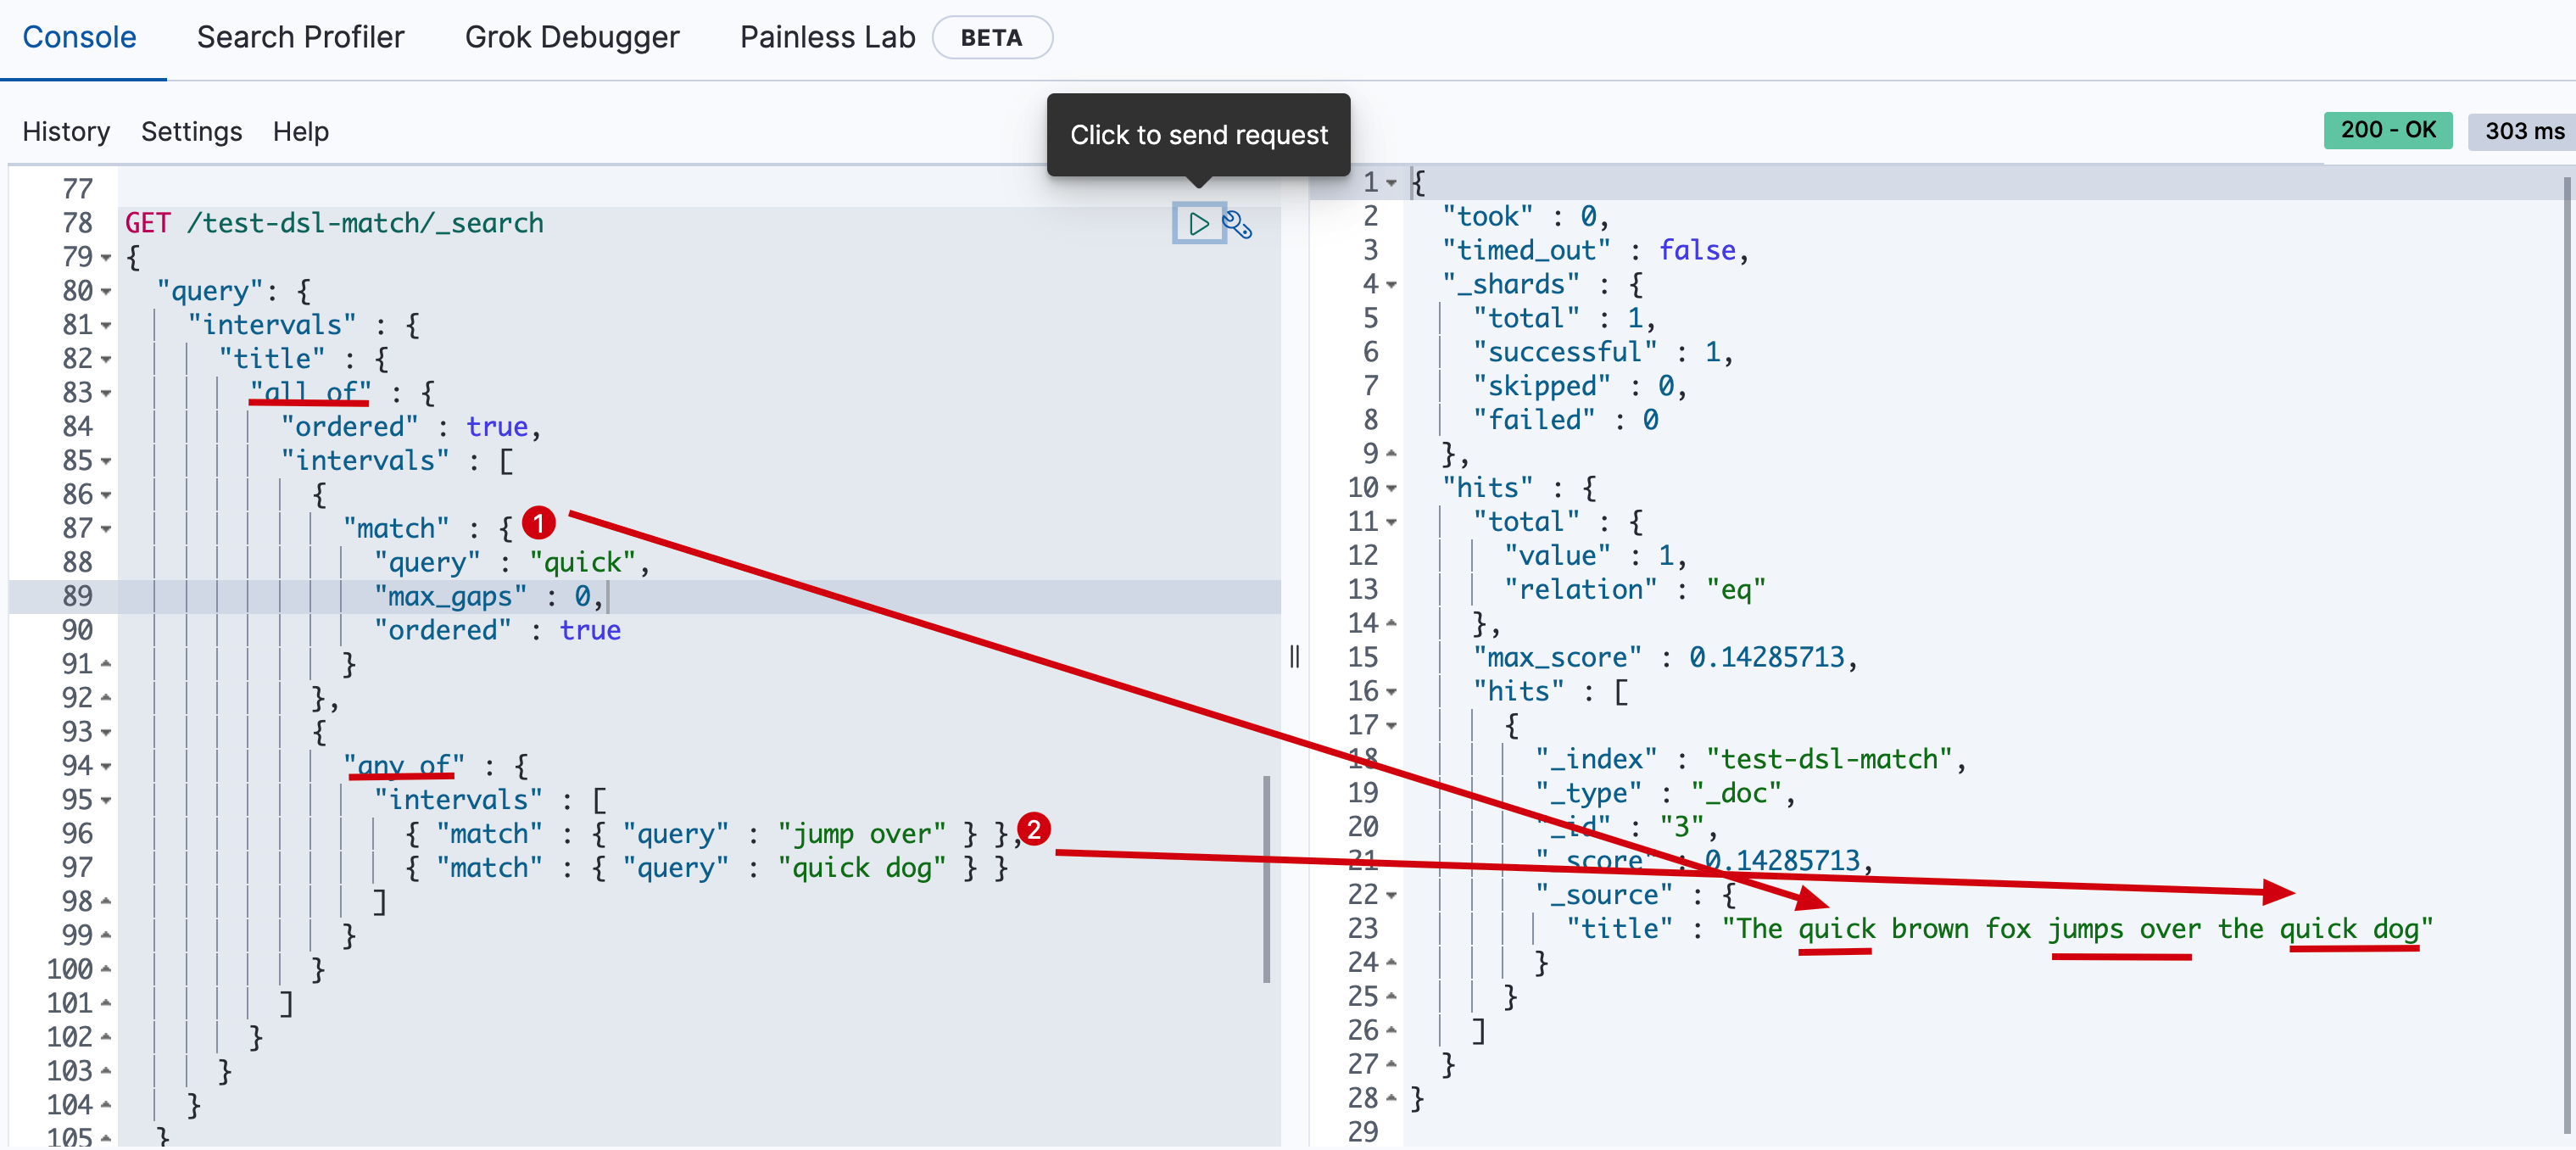 Console Search Profiler Grok Debugger Painless Lab BETA
History Settings Help
Click to send request
200 - OK 303 ms
77
78 GET /test-dsl-match/_search
79 {
80 "query": {
81 "intervals" : {
82 "title" : {
83 "all_of" : {
84 "ordered" : true,
85 "intervals" : [
86 {
87 "match" : { 1
88 "query" : "quick",
89 "max_gaps" : 0,
90 "ordered" : true
91 }
92 },
93 {
94 "any_of" : {
95 "intervals" : [
96 { "match" : { "query" : "jump over" } }, 2
97 { "match" : { "query" : "quick dog" } }
98 ]
99 }
100 }
101 ]
102 }
103 }
104 }
105 }
1 {
2 "took" : 0,
3 "timed_out" : false,
4 "_shards" : {
5 "total" : 1,
6 "successful" : 1,
7 "skipped" : 0,
8 "failed" : 0
9 },
10 "hits" : {
11 "total" : {
12 "value" : 1,
13 "relation" : "eq"
14 },
15 "max_score" : 0.14285713,
16 "hits" : [
17 {
18 "_index" : "test-dsl-match",
19 "_type" : "_doc",
20 "_id" : "3",
21 "_score" : 0.14285713,
22 "_source" : {
23 "title" : "The quick brown fox jumps over the quick dog"
24 }
25 }
26 ]
27 }
28 }
29